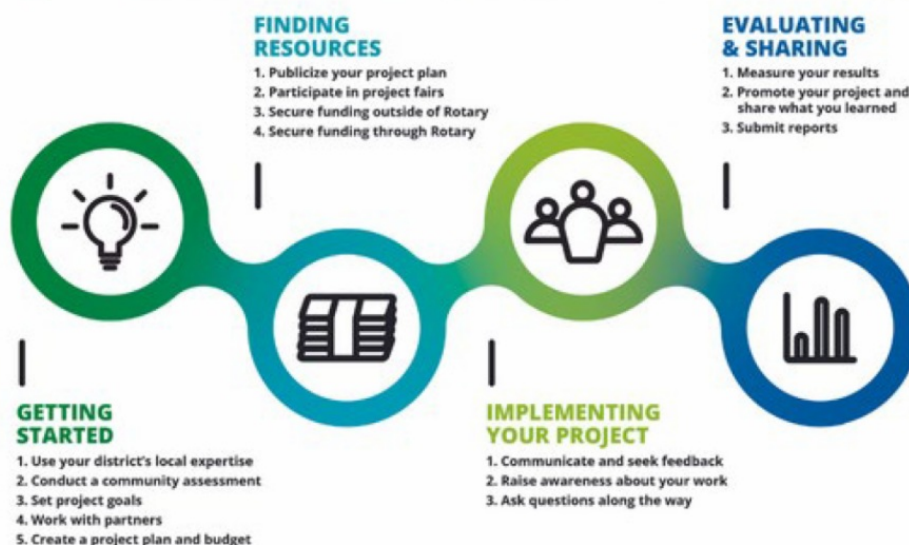 GETTING
STARTED
1. Use your district's local expertise
2. Conduct a community assessment
3. Set project goals
4. Work with partners
5. Create a project plan and budget
FINDING
RESOURCES
1. Publicize your project plan
2. Participate in project fairs
3. Secure funding outside of Rotary
4. Secure funding through Rotary
IMPLEMENTING
YOUR PROJECT
1. Communicate and seek feedback
2. Raise awareness about your work
3. Ask questions along the way
EVALUATING
& SHARING
1. Measure your results
2. Promote your project and
share what you learned
3. Submit reports